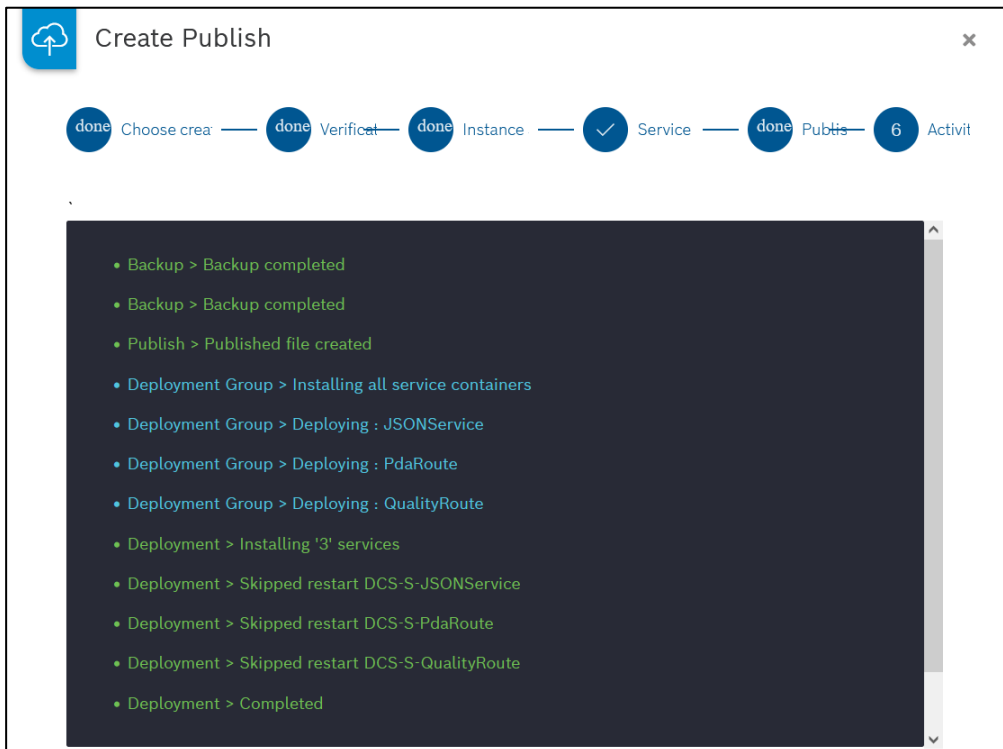 Create Publish
×
done Choose crea done Verificat done Instance Service done Publis 6 Activit
`
• Backup > Backup completed
• Backup > Backup completed
• Publish > Published file created
• Deployment Group > Installing all service containers
• Deployment Group > Deploying : JSONService
• Deployment Group > Deploying : PdaRoute
• Deployment Group > Deploying : QualityRoute
• Deployment > Installing '3' services
• Deployment > Skipped restart DCS-S-JSONService
• Deployment > Skipped restart DCS-S-PdaRoute
• Deployment > Skipped restart DCS-S-QualityRoute
• Deployment > Completed